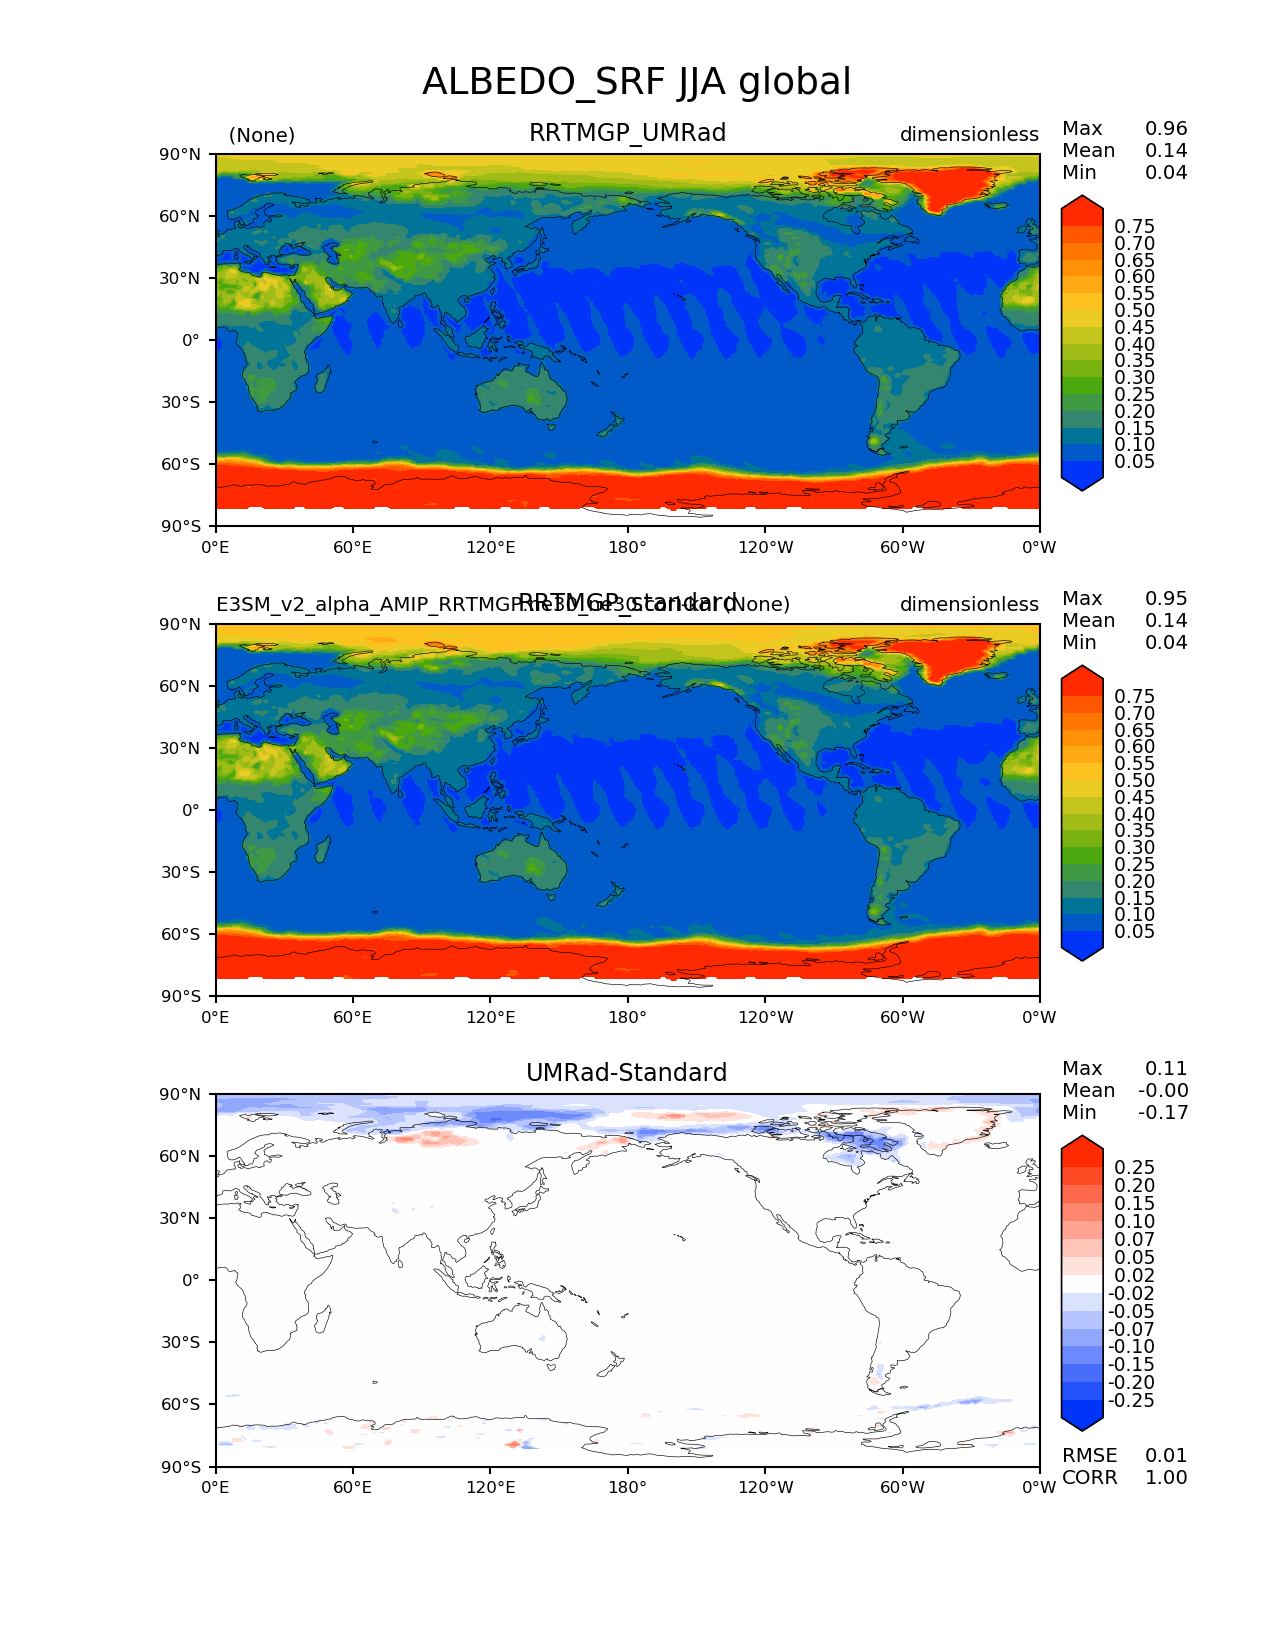 ALBEDO_SRF JJA global
(None) RRTMGP_UMRad dimensionless
Max 0.96
Mean 0.14
Min 0.04
90°N
60°N
30°N
0°
30°S
60°S
90°S
0°E 60°E 120°E 180° 120°W 60°W 0°W
0.75
0.70
0.65
0.60
0.55
0.50
0.45
0.40
0.35
0.30
0.25
0.20
0.15
0.10
0.05
E3SM_v2_alpha_AMIP_RRTMGP (None) RRTMGP_standard dimensionless
Max 0.95
Mean 0.14
Min 0.04
90°N
60°N
30°N
0°
30°S
60°S
90°S
0°E 60°E 120°E 180° 120°W 60°W 0°W
0.75
0.70
0.65
0.60
0.55
0.50
0.45
0.40
0.35
0.30
0.25
0.20
0.15
0.10
0.05
UMRad-Standard
Max 0.11
Mean -0.00
Min -0.17
90°N
60°N
30°N
0°
30°S
60°S
90°S
0°E 60°E 120°E 180° 120°W 60°W 0°W
0.25
0.20
0.15
0.10
0.07
0.05
0.02
-0.02
-0.05
-0.07
-0.10
-0.15
-0.20
-0.25
RMSE 0.01
CORR 1.00